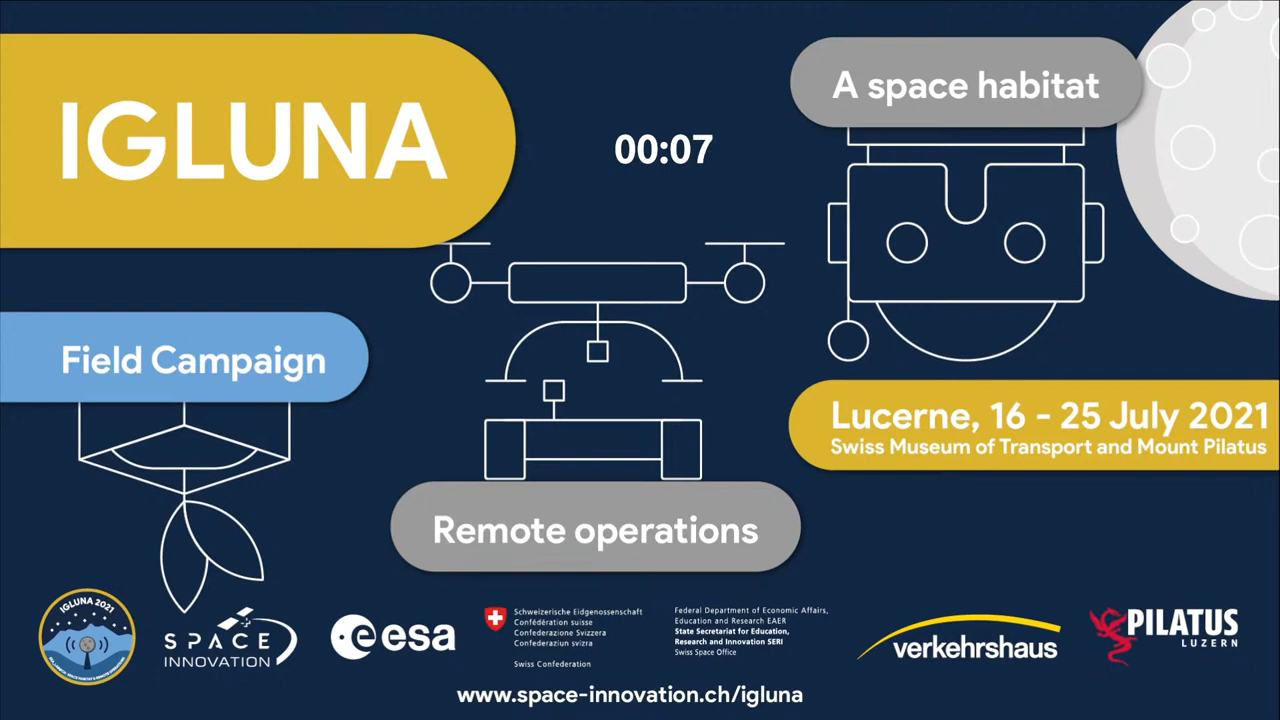 IGLUNA
A space habitat
00:07
Field Campaign
Lucerne, 16 - 25 July 2021
Swiss Museum of Transport and Mount Pilatus
Remote operations
IGLUNA 2021
SPACE
INNOVATION
esa
Schweizerische Eidgenossenschaft
Confédération suisse
Confederazione Svizzera
Confederaziun svizra
Swiss Confederation
Federal Department of Economic Affairs,
Education and Research EAER
State Secretariat for Education,
Research and Innovation SERI
Swiss Space Office
verkehrshaus
PILATUS
LUZERN
www.space-innovation.ch/igluna